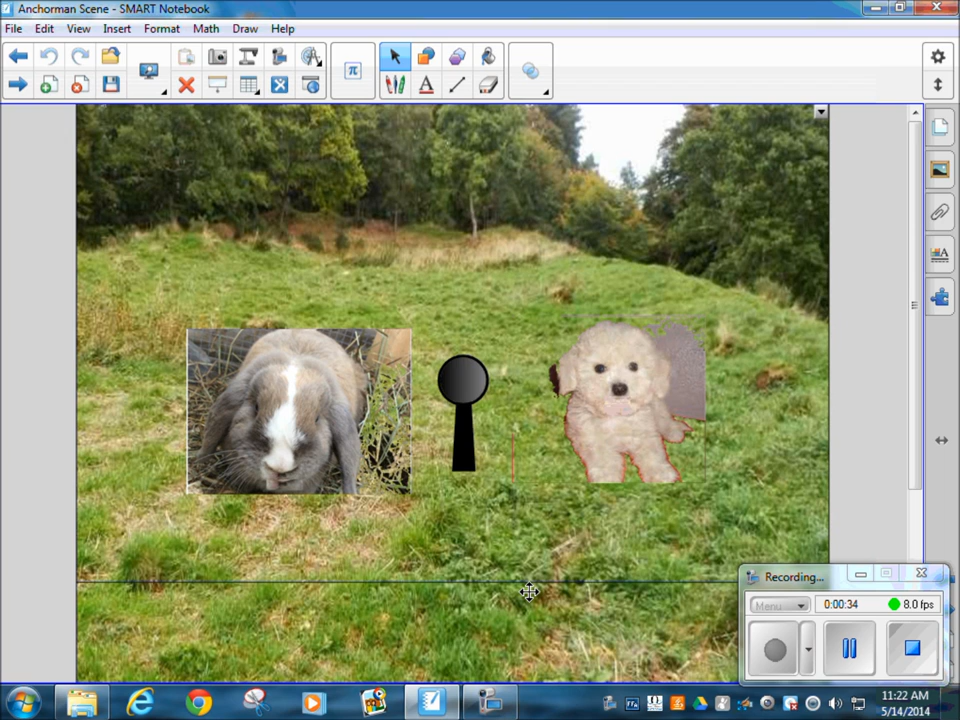 Anchorman Scene - SMART Notebook
File Edit View Insert Format Math Draw Help
π
A
Recording...
Menu 0:00:34 8.0 fps
11:22 AM
5/14/2014